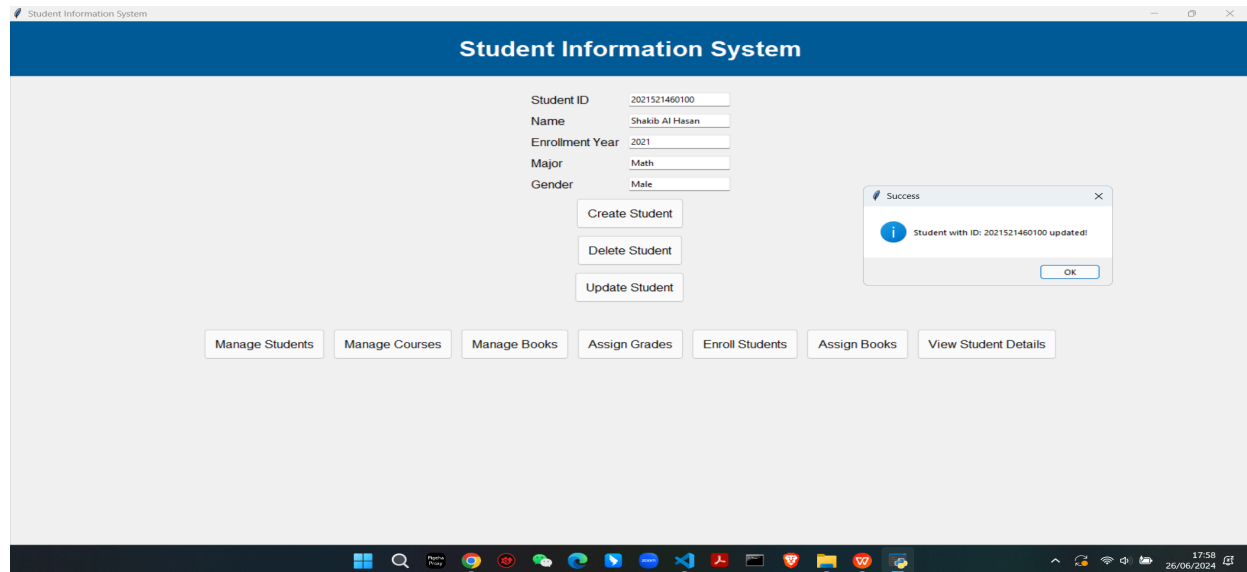 Student Information System
Student Information System
Student ID 2021521460100
Name Shakib Al Hasan
Enrollment Year 2021
Major Math
Gender Male
Create Student
Delete Student
Update Student
Success
Student with ID: 2021521460100 updated!
OK
Manage Students Manage Courses Manage Books Assign Grades Enroll Students Assign Books View Student Details
zoom
17:58
26/06/2024